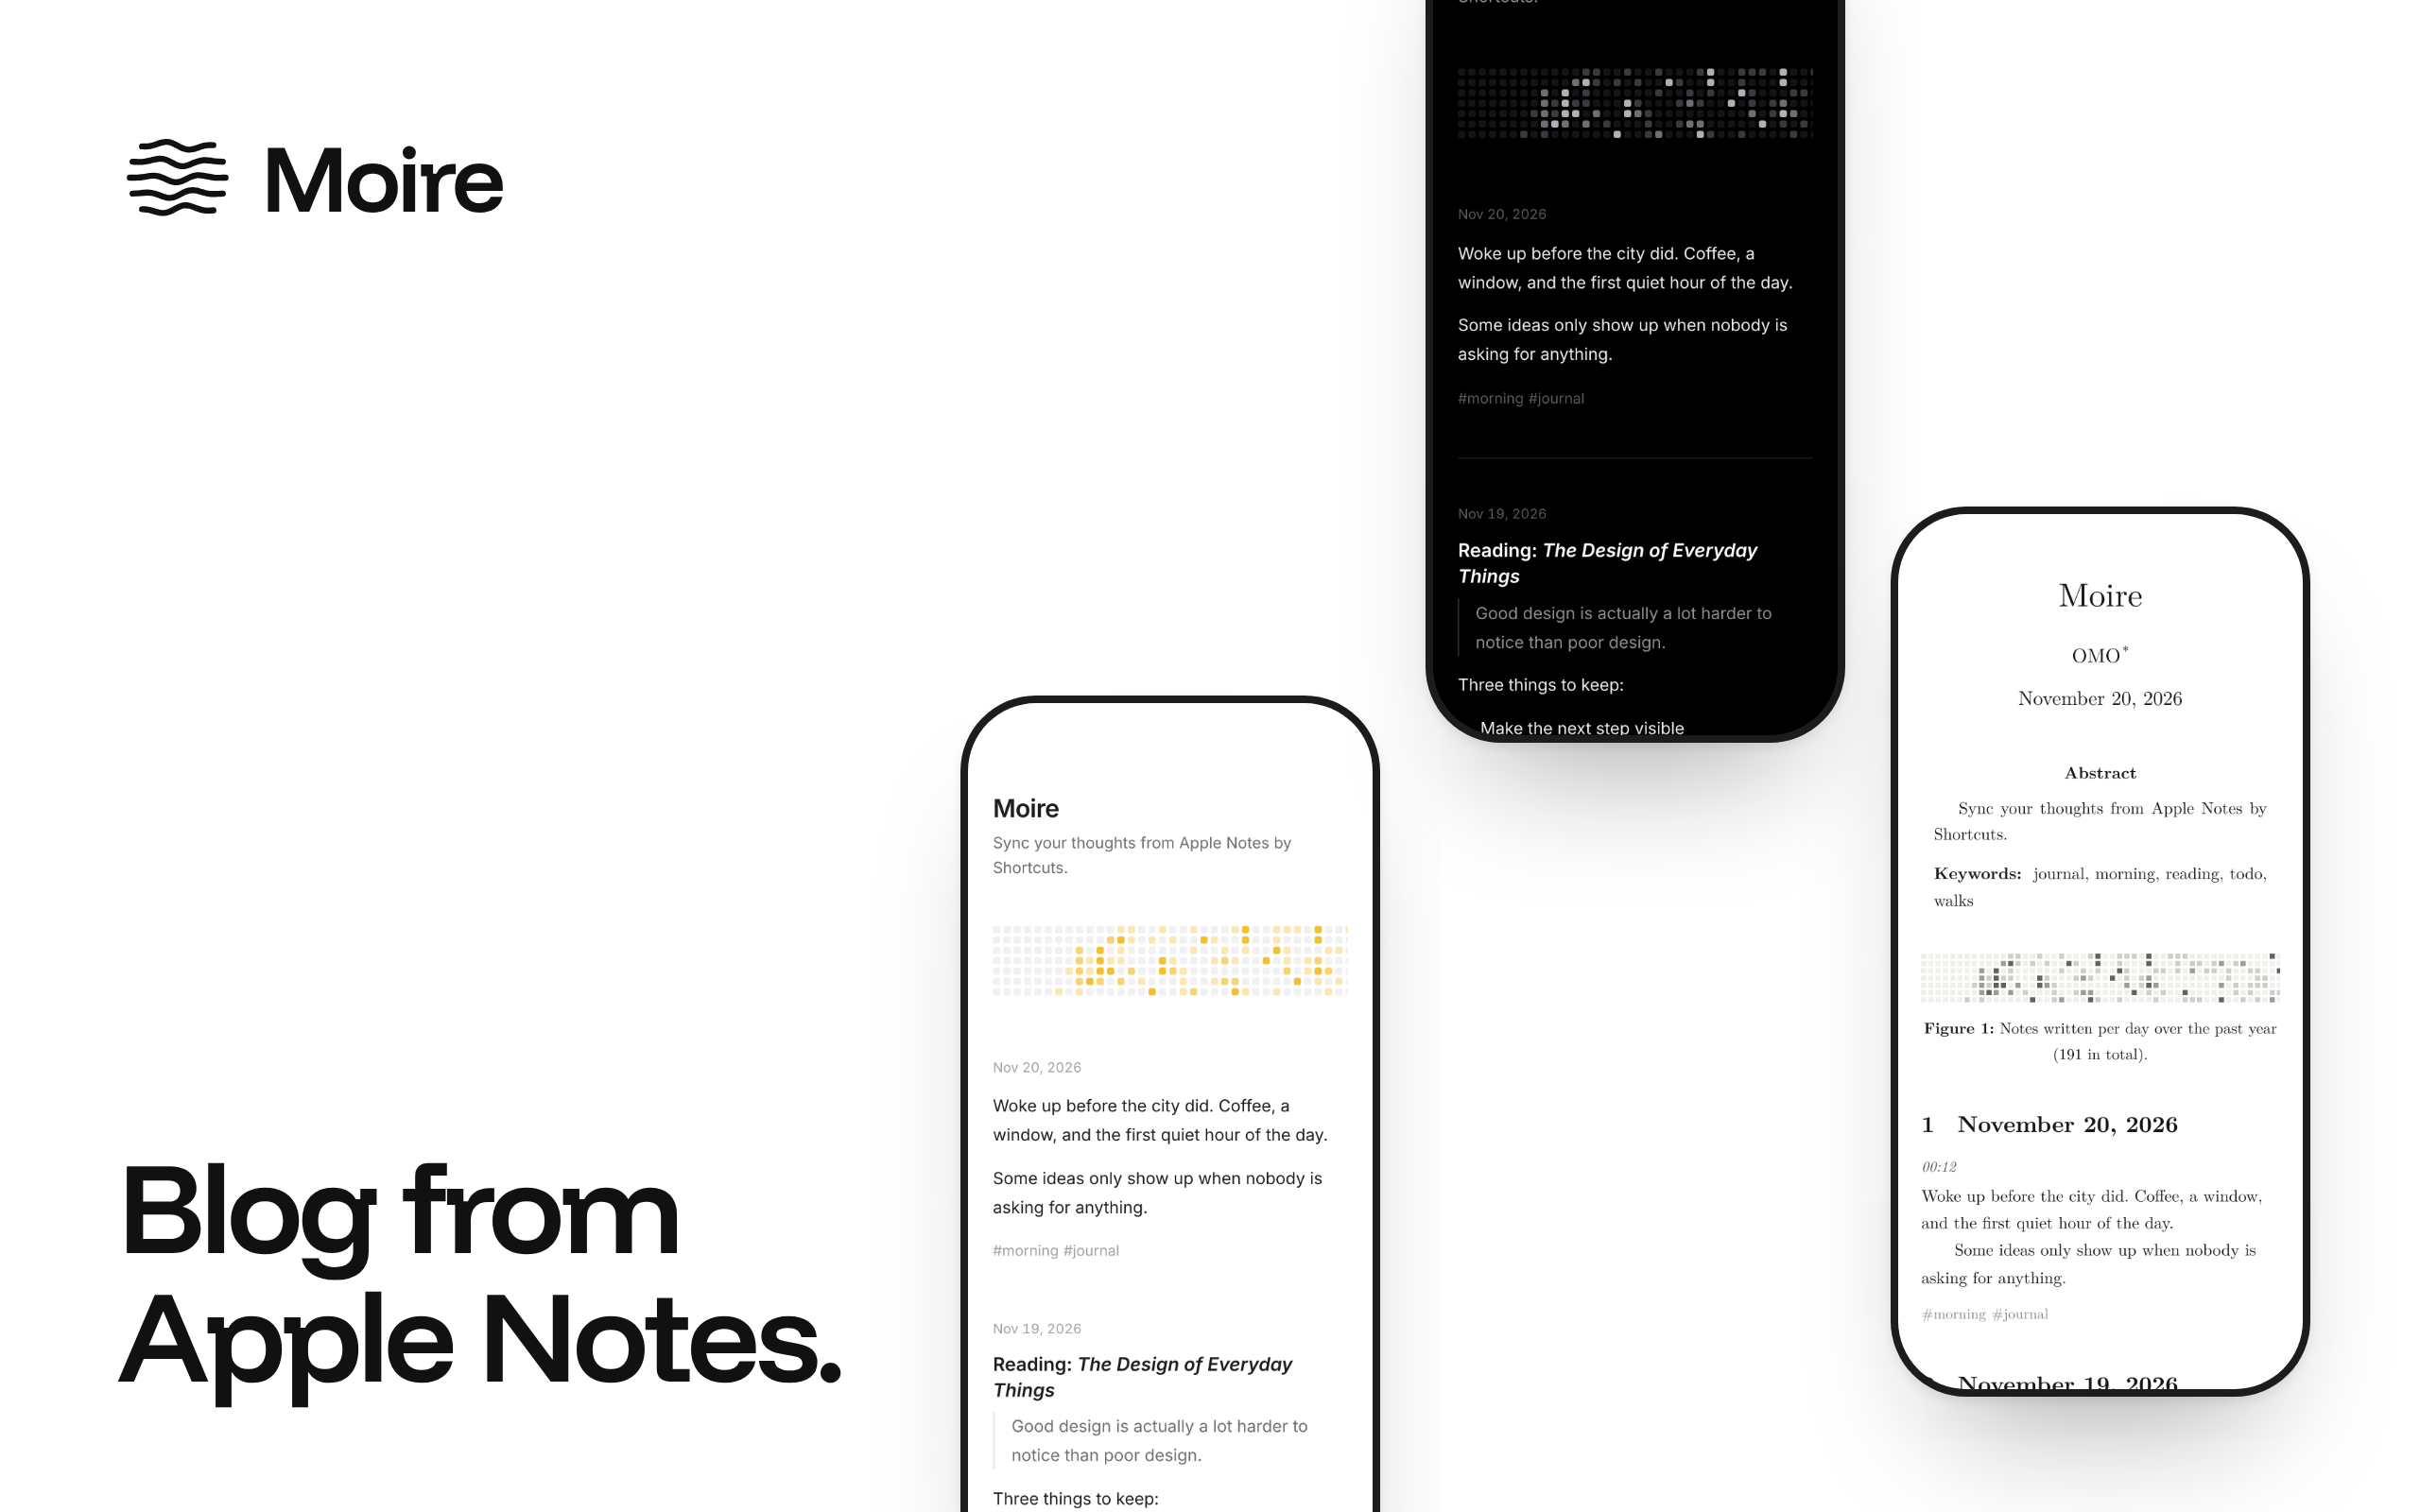 Moire
Blog from
Apple Notes.
Moire
Sync your thoughts from Apple Notes by
Shortcuts.
Nov 20, 2026
Woke up before the city did. Coffee, a
window, and the first quiet hour of the day.
Some ideas only show up when nobody is
asking for anything.
#morning #journal
Nov 19, 2026
Reading: The Design of Everyday
Things
Good design is actually a lot harder to
notice than poor design.
Three things to keep:
Shortcuts.
Nov 20, 2026
Woke up before the city did. Coffee, a
window, and the first quiet hour of the day.
Some ideas only show up when nobody is
asking for anything.
#morning #journal
Nov 19, 2026
Reading: The Design of Everyday
Things
Good design is actually a lot harder to
notice than poor design.
Three things to keep:
Make the next step visible
Moire
OMO*
November 20, 2026
Abstract
Sync your thoughts from Apple Notes by
Shortcuts.
Keywords: journal, morning, reading, todo,
walks
Figure 1: Notes written per day over the past year
(191 in total).
1 November 20, 2026
00:12
Woke up before the city did. Coffee, a window,
and the first quiet hour of the day.
Some ideas only show up when nobody is
asking for anything.
#morning #journal
November 19, 2026